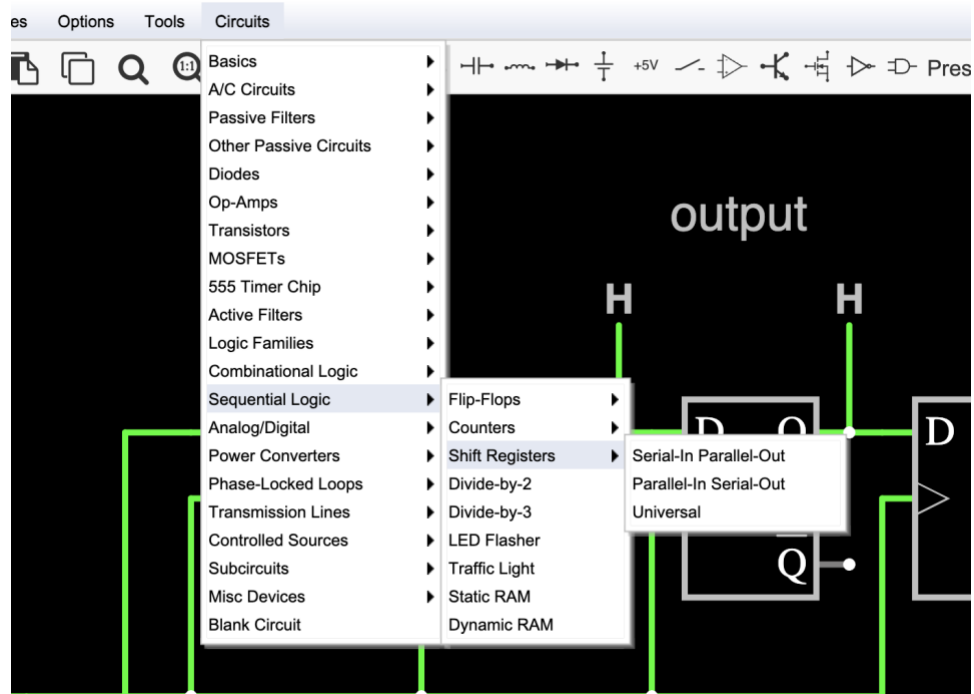 es Options Tools Circuits
1:1 +5V Pres
Basics
A/C Circuits
Passive Filters
Other Passive Circuits
Diodes
Op-Amps
Transistors
MOSFETs
555 Timer Chip
Active Filters
Logic Families
Combinational Logic
Sequential Logic
Analog/Digital
Power Converters
Phase-Locked Loops
Transmission Lines
Controlled Sources
Subcircuits
Misc Devices
Blank Circuit
Flip-Flops
Counters
Shift Registers
Divide-by-2
Divide-by-3
LED Flasher
Traffic Light
Static RAM
Dynamic RAM
Serial-In Parallel-Out
Parallel-In Serial-Out
Universal
output
H H
D Q D
Q